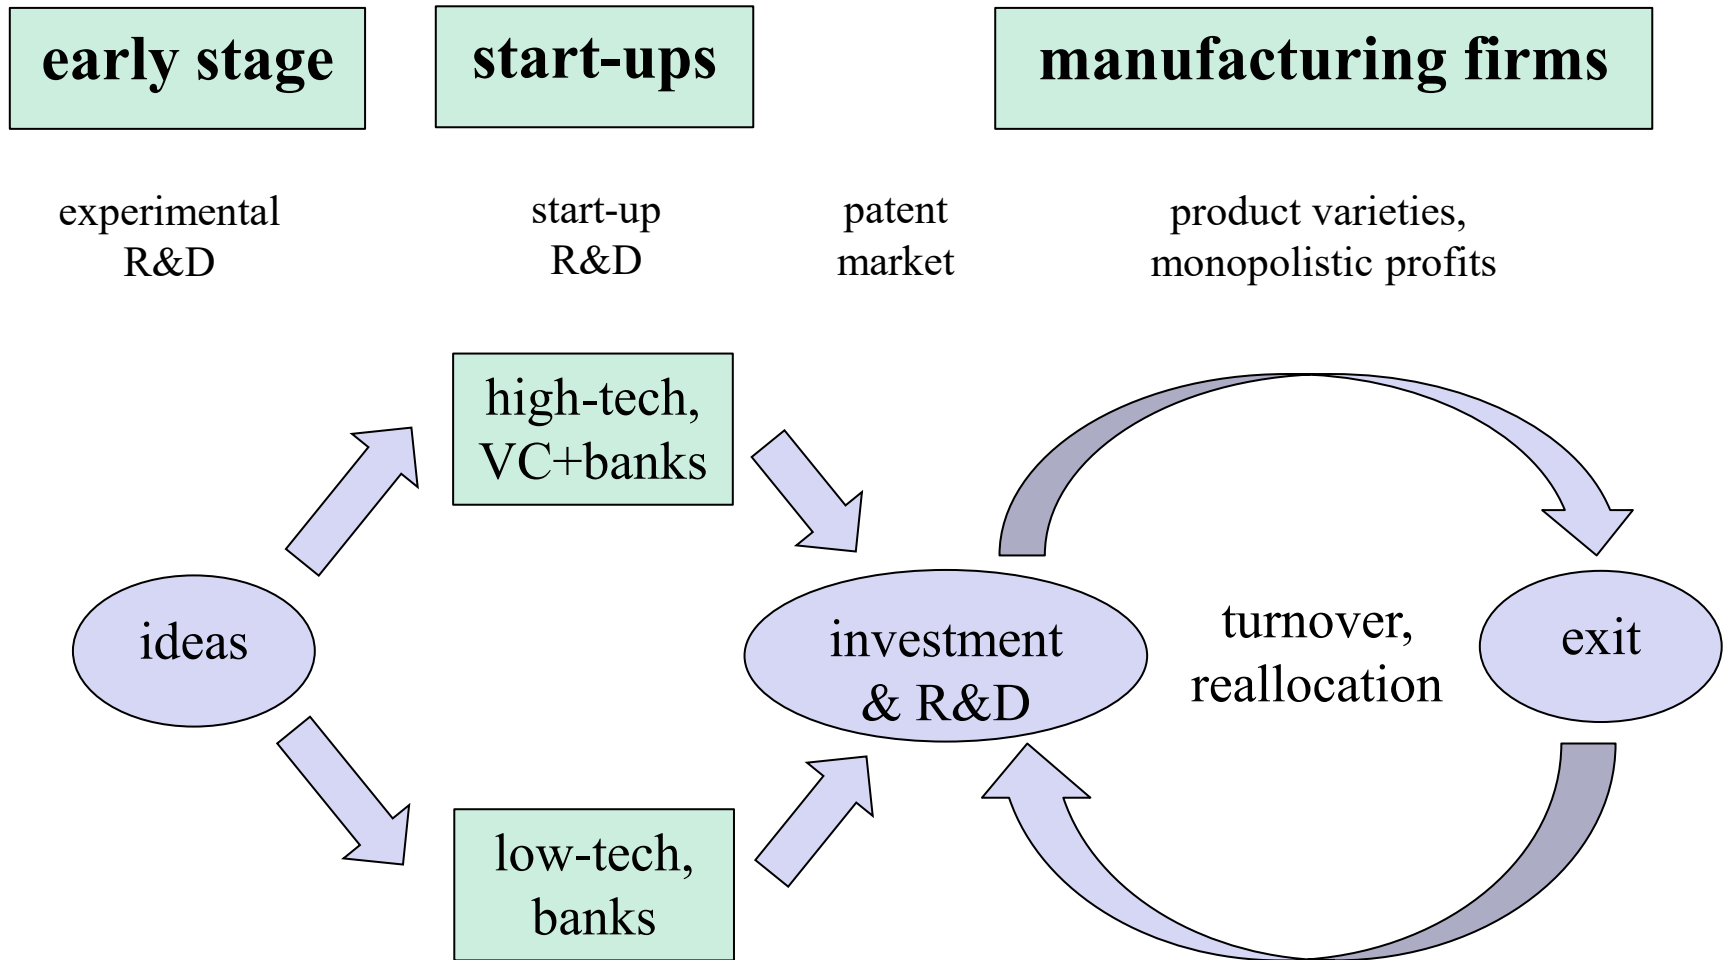 early stage
start-ups
manufacturing firms
experimental
R&D
start-up
R&D
patent
market
product varieties,
monopolistic profits
high-tech,
VC+banks
ideas
investment
& R&D
turnover,
reallocation
exit
low-tech,
banks